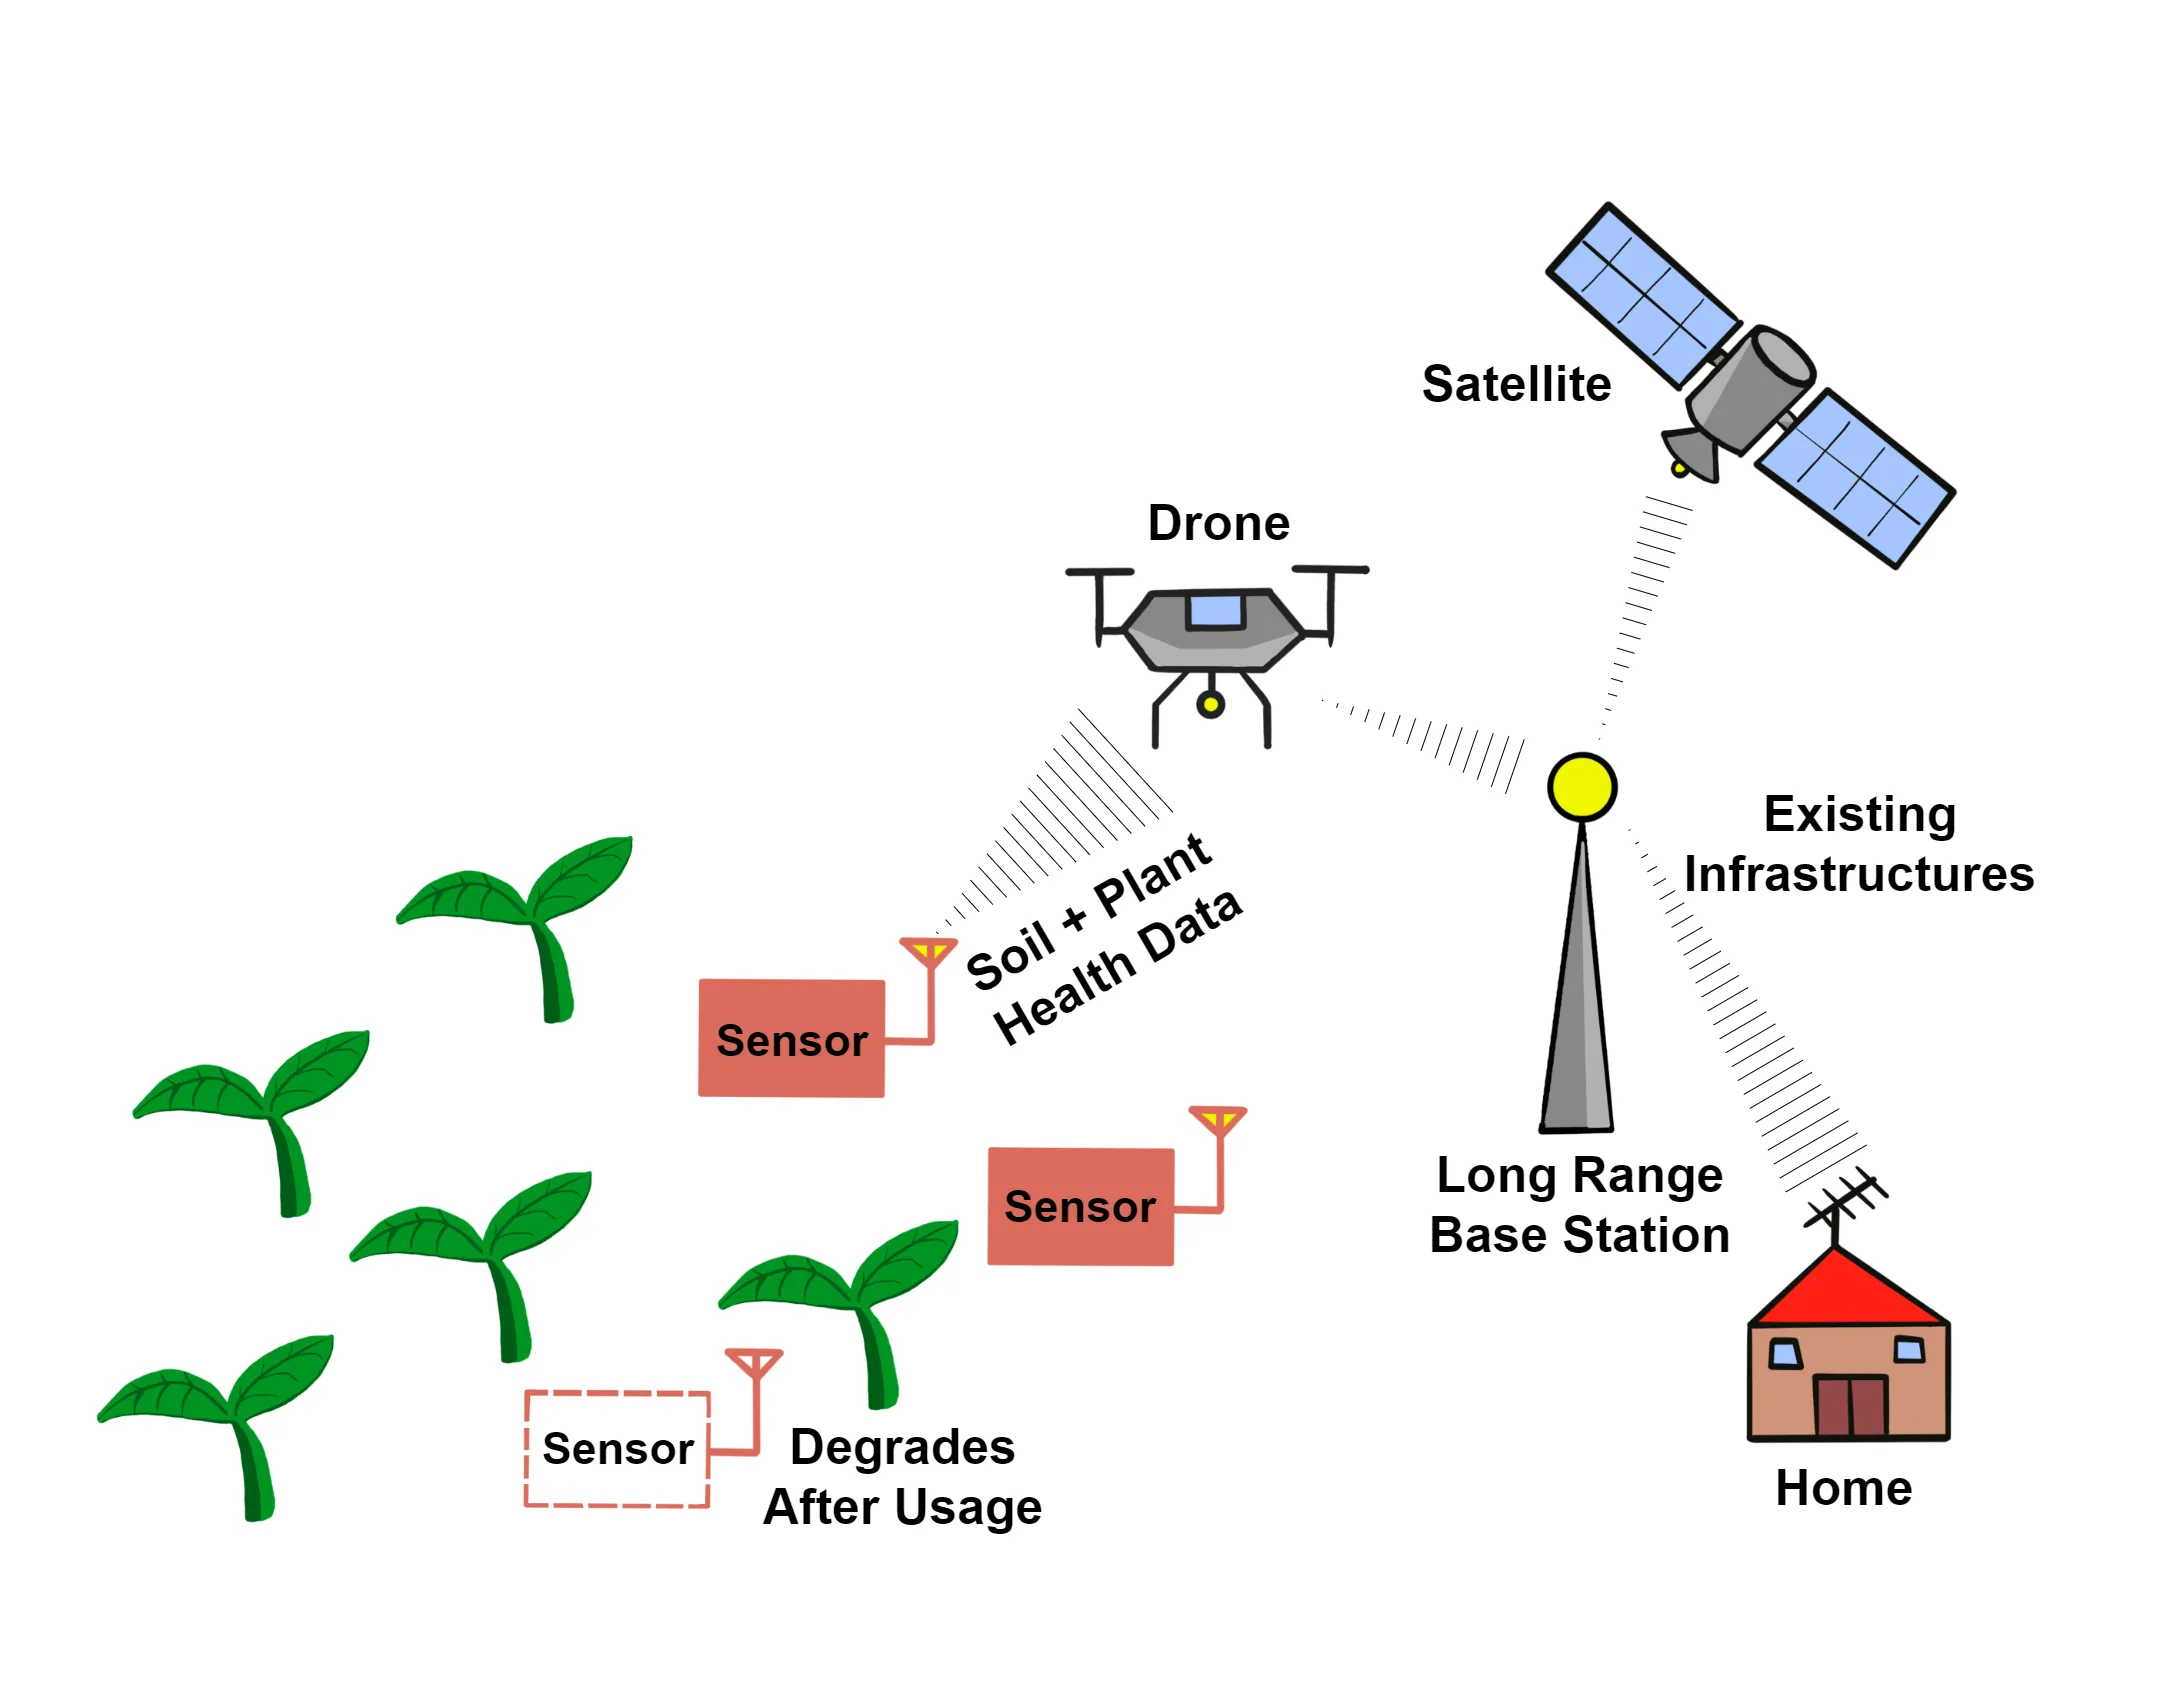 Satellite
Drone
Existing
Infrastructures
Soil + Plant
Health Data
Sensor
Sensor
Long Range
Base Station
Sensor
Degrades
After Usage
Home